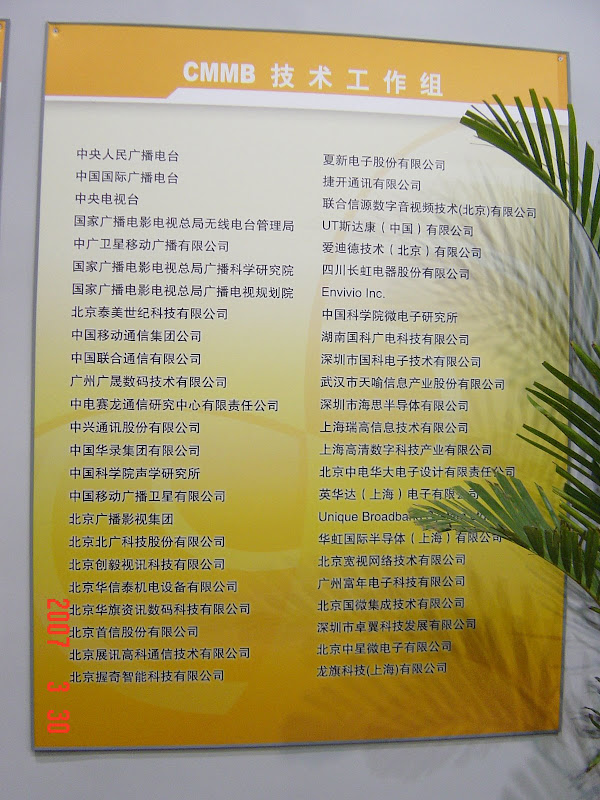 CMMB 技术工作组
中央人民广播电台
中国国际广播电台
中央电视台
国家广播电影电视总局无线电台管理局
中广卫星移动广播有限公司
国家广播电影电视总局广播科学研究院
国家广播电影电视总局广播电视规划院
北京泰美世纪科技有限公司
中国移动通信集团公司
中国联合通信有限公司
广州广晟数码技术有限公司
中电赛龙通信研究中心有限责任公司
中兴通讯股份有限公司
中国华录集团有限公司
中国科学院声学研究所
中国移动广播卫星有限公司
北京广播影视集团
北京北广科技股份有限公司
北京创毅视讯科技有限公司
北京华信泰机电设备有限公司
北京华旗资讯数码科技有限公司
北京首信股份有限公司
北京展讯高科通信技术有限公司
北京握奇智能科技有限公司
夏新电子股份有限公司
捷开通讯有限公司
联合信源数字音视频技术(北京)有限公司
UT斯达康（中国）有限公司
爱迪德技术（北京）有限公司
四川长虹电器股份有限公司
Envivio Inc.
中国科学院微电子研究所
湖南国科广电科技有限公司
深圳市国科电子技术有限公司
武汉市天喻信息产业股份有限公司
深圳市海思半导体有限公司
上海瑞高信息技术有限公司
上海高清数字科技产业有限公司
北京中电华大电子设计有限责任公司
英华达（上海）电子有限公司
Unique
华虹国际半导体（上海）有限公司
北京宽视网络技术有限公司
广州富年电子科技有限公司
北京国微集成技术有限公司
深圳市卓翼科技发展有限公司
北京中星微电子有限公司
龙旗科技(上海)有限公司
2007 3 30